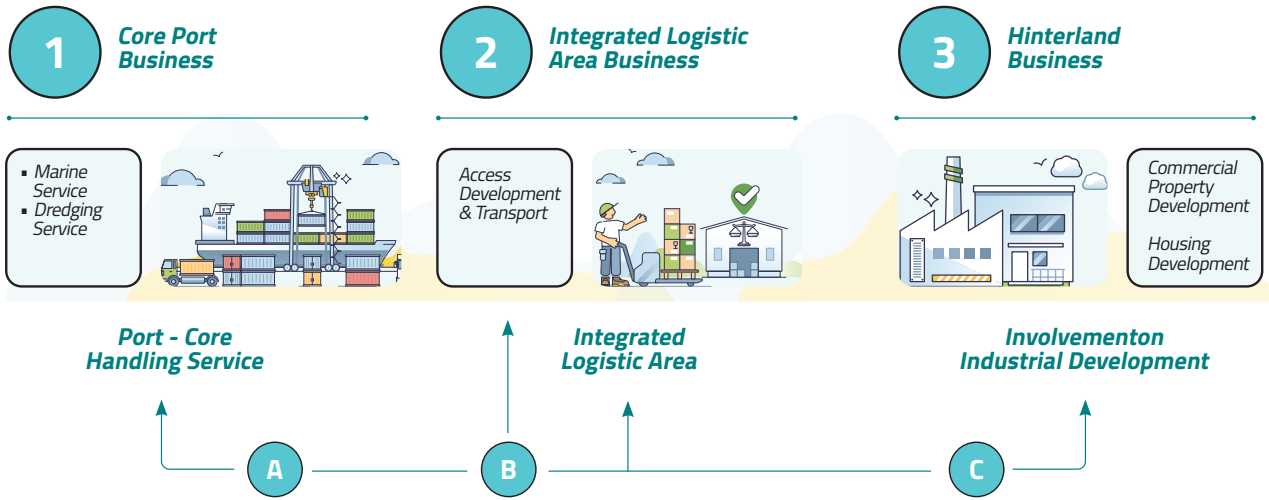 1
Core Port
Business
2
Integrated Logistic
Area Business
3
Hinterland
Business
▪ Marine
Service
▪ Dredging
Service
Access
Development
& Transport
Commercial
Property
Development
Housing
Development
Port - Core
Handling Service
Integrated
Logistic Area
Involvementon
Industrial Development
A
B
C